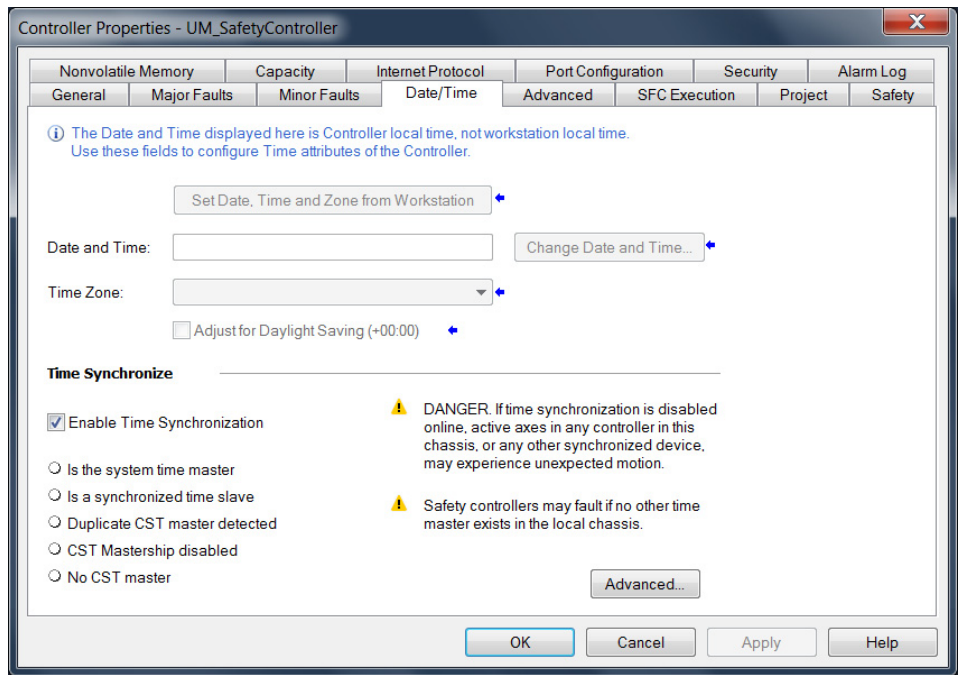 Controller Properties - UM_SafetyController
Nonvolatile Memory Capacity Internet Protocol Port Configuration Security Alarm Log
General Major Faults Minor Faults Date/Time Advanced SFC Execution Project Safety
The Date and Time displayed here is Controller local time, not workstation local time.
Use these fields to configure Time attributes of the Controller.
Set Date, Time and Zone from Workstation
Date and Time: Change Date and Time...
Time Zone:
Adjust for Daylight Saving (+00:00)
Time Synchronize
Enable Time Synchronization
Is the system time master
Is a synchronized time slave
Duplicate CST master detected
CST Mastership disabled
No CST master
DANGER. If time synchronization is disabled
online, active axes in any controller in this
chassis, or any other synchronized device,
may experience unexpected motion.
Safety controllers may fault if no other time
master exists in the local chassis.
Advanced...
OK Cancel Apply Help